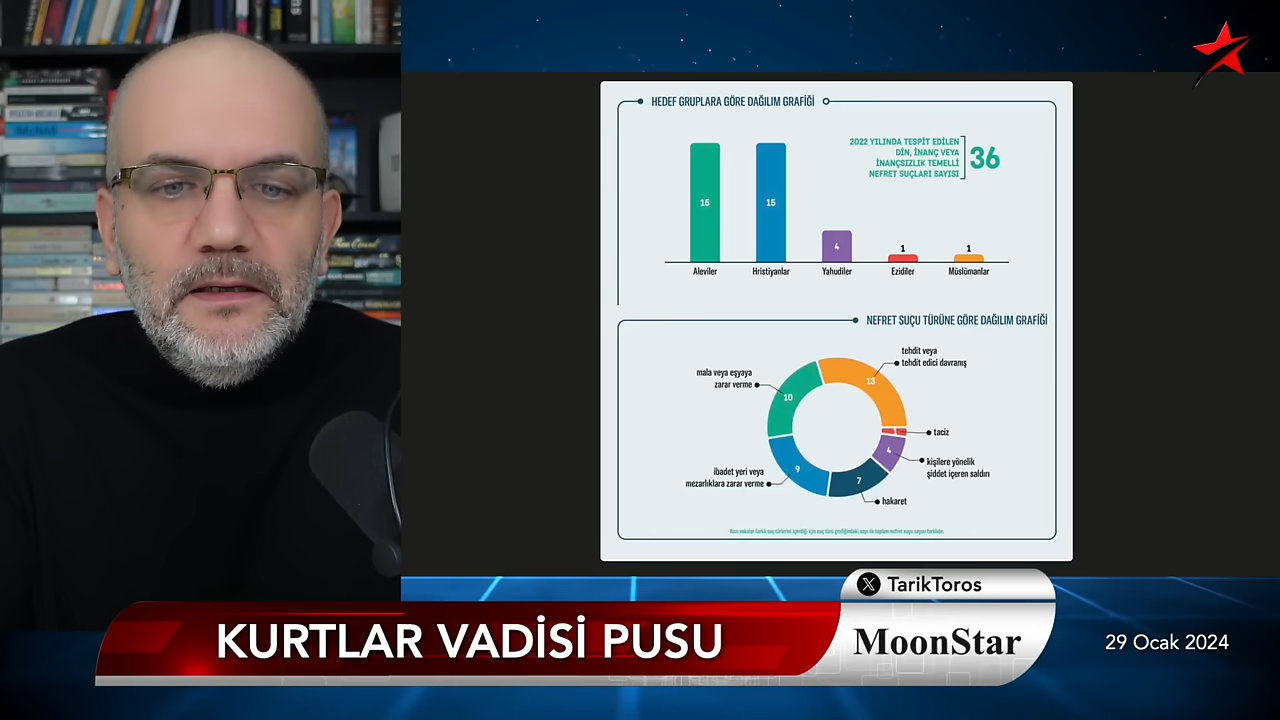 HEDEF GRUPLARA GÖRE DAĞILIM GRAFİĞİ
2022 YILINDA TESPİT EDİLEN
DİN, İNANÇ VEYA
İNANÇSIZLIK TEMELLİ
NEFRET SUÇLARI SAYISI
36
15
15
4
1
1
Aleviler
Hristiyanlar
Yahudiler
Ezidiler
Müslümanlar
NEFRET SUÇU TÜRÜNE GÖRE DAĞILIM GRAFİĞİ
tehdit veya
tehdit edici davranış
13
mala veya eşyaya
zarar verme
10
taciz
4
kişilere yönelik
şiddet içeren saldırı
ibadet yeri veya
mezarlıklara zarar verme
9
7
hakaret
TarikToros
KURTLAR VADİSİ PUSU
MoonStar
29 Ocak 2024